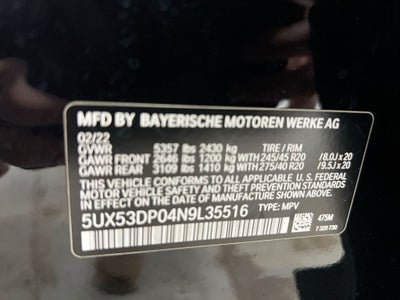 MFD BY BAYERISCHE MOTOREN WERKE AG
02/22
GVWR 5357 lbs 2430 kg TIRE / RIM
GAWR FRONT 2646 lbs 1200 kg WITH 245/45 R20 /8.0J x 20
GAWR REAR 3109 lbs 1410 kg WITH 275/40 R20 /9.5J x 20
THIS VEHICLE CONFORMS TO ALL APPLICABLE U.S. FEDERAL
MOTOR VEHICLE SAFETY STANDARDS IN EFFECT ON THE DATE OF
MANUFACTURE SHOWN ABOVE.
5UX53DP04N9L35516 TYPE: MPV 475M
7 320 730